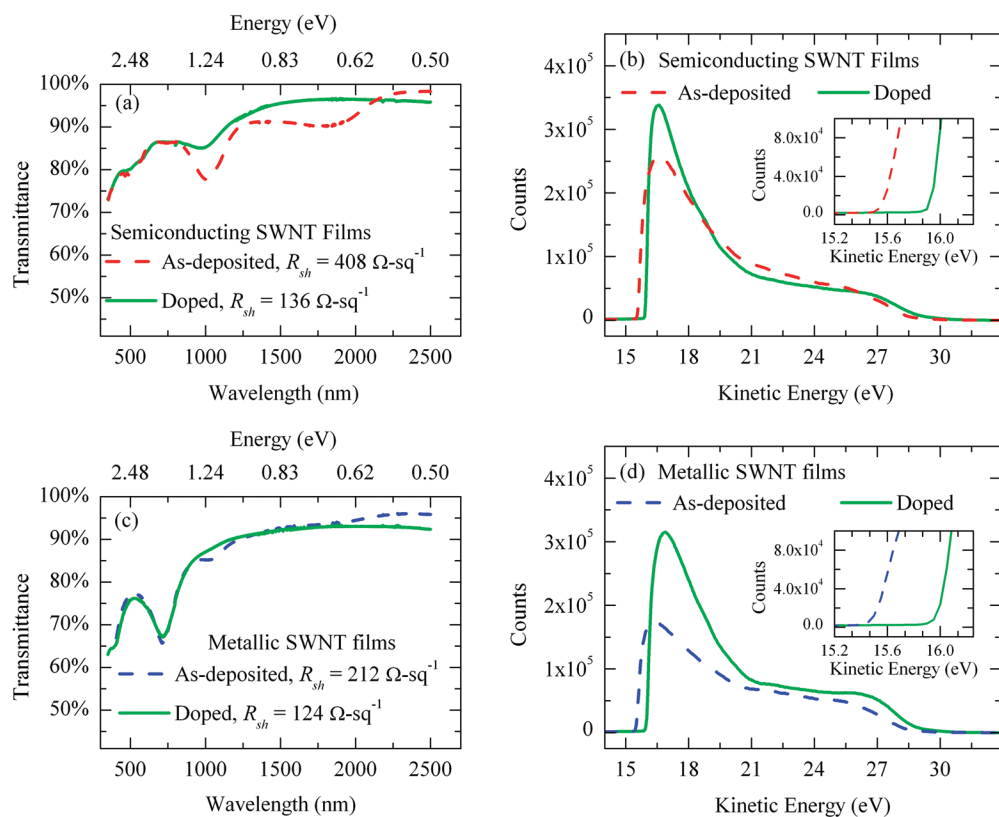 Energy (eV)
2.48 1.24 0.83 0.62 0.50
100%
90%
80%
70%
60%
50%
Transmittance
(a)
Semiconducting SWNT Films
As-deposited, Rsh = 408 Ω-sq⁻¹
Doped, Rsh = 136 Ω-sq⁻¹
500 1000 1500 2000 2500
Wavelength (nm)
4x10⁵
3x10⁵
2x10⁵
1x10⁵
0
Counts
(b) Semiconducting SWNT Films
As-deposited Doped
8.0x10⁴
4.0x10⁴
0.0
Counts
15.2 15.6 16.0
Kinetic Energy (eV)
15 18 21 24 27 30
Kinetic Energy (eV)
Energy (eV)
2.48 1.24 0.83 0.62 0.50
100%
90%
80%
70%
60%
50%
Transmittance
(c)
Metallic SWNT films
As-deposited, Rsh = 212 Ω-sq⁻¹
Doped, Rsh = 124 Ω-sq⁻¹
500 1000 1500 2000 2500
Wavelength (nm)
4x10⁵
3x10⁵
2x10⁵
1x10⁵
0
Counts
(d) Metallic SWNT films
As-deposited Doped
8.0x10⁴
4.0x10⁴
0.0
Counts
15.2 15.6 16.0
Kinetic Energy (eV)
15 18 21 24 27 30
Kinetic Energy (eV)